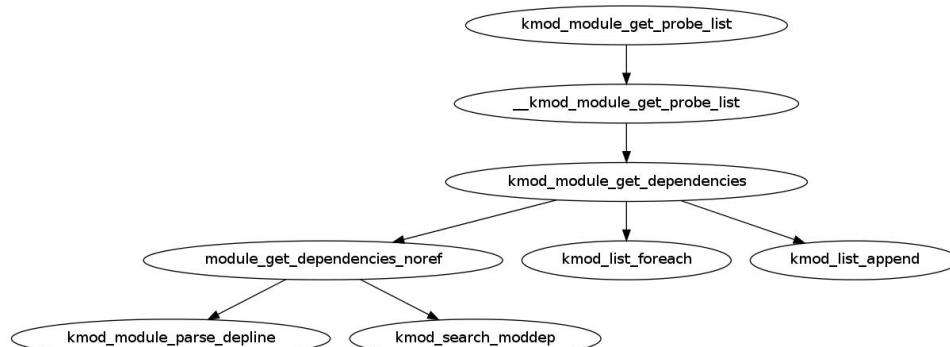 kmod_module_get_probe_list
__kmod_module_get_probe_list
kmod_module_get_dependencies
module_get_dependencies_noref
kmod_list_foreach
kmod_list_append
kmod_module_parse_depline
kmod_search_moddep